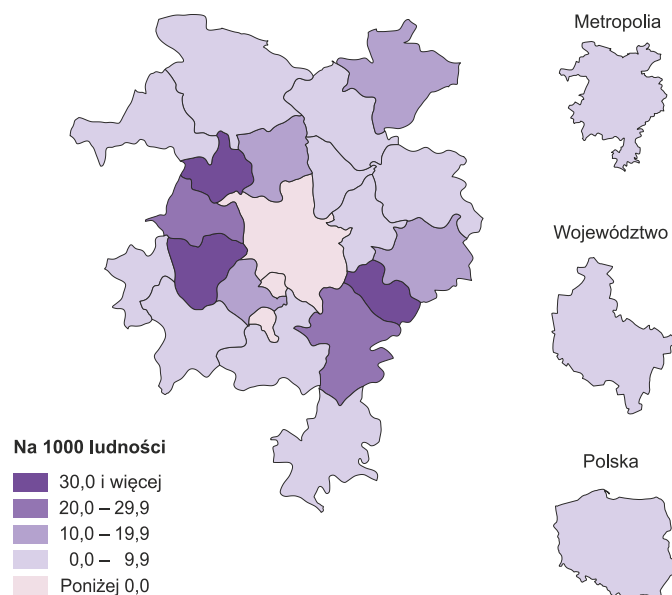 Metropolia
Województwo
Polska
Na 1000 ludności
30,0 i więcej
20,0 – 29,9
10,0 – 19,9
0,0 – 9,9
Poniżej 0,0